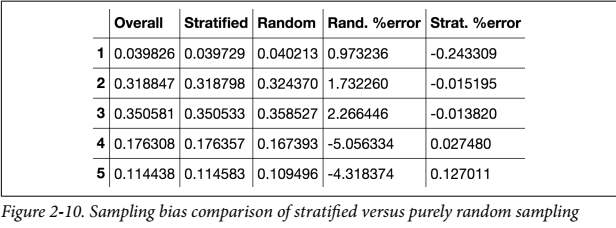 Overall Stratified Random Rand. %error Strat. %error
1 0.039826 0.039729 0.040213 0.973236 -0.243309
2 0.318847 0.318798 0.324370 1.732260 -0.015195
3 0.350581 0.350533 0.358527 2.266446 -0.013820
4 0.176308 0.176357 0.167393 -5.056334 0.027480
5 0.114438 0.114583 0.109496 -4.318374 0.127011
Figure 2-10. Sampling bias comparison of stratified versus purely random sampling